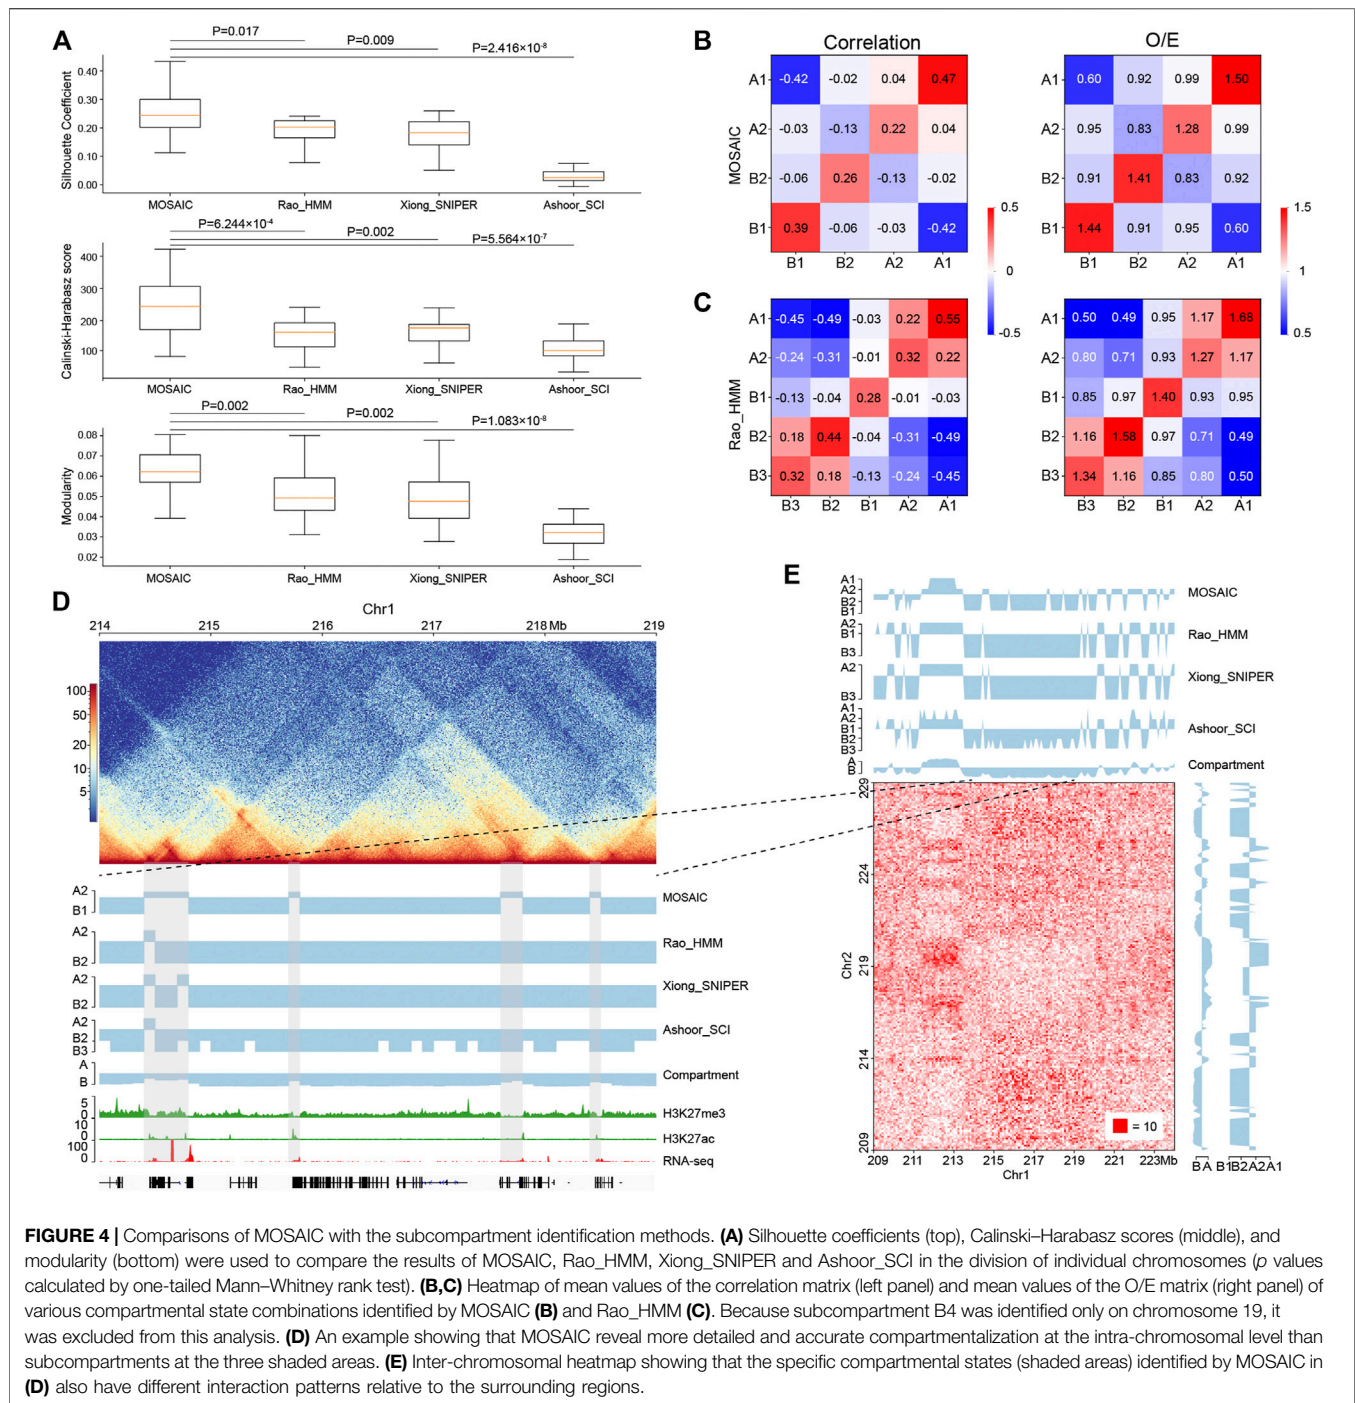 A
P=0.017
P=0.009
P=2.416×10⁻⁸
Silhouette Coefficient
0.40
0.30
0.20
0.10
0.00
MOSAIC Rao_HMM Xiong_SNIPER Ashoor_SCI
P=6.244×10⁻⁴
P=0.002
P=5.564×10⁻⁷
Calinski-Harabasz score
400
300
200
100
MOSAIC Rao_HMM Xiong_SNIPER Ashoor_SCI
P=0.002
P=0.002
P=1.083×10⁻⁸
Modularity
0.08
0.07
0.06
0.05
0.04
0.03
0.02
MOSAIC Rao_HMM Xiong_SNIPER Ashoor_SCI
B
Correlation
O/E
MOSAIC
A1 -0.42 -0.02 0.04 0.47
A2 -0.03 -0.13 0.22 0.04
B2 -0.06 0.26 -0.13 -0.02
B1 0.39 -0.06 -0.03 -0.42
B1 B2 A2 A1
A1 0.60 0.92 0.99 1.50
A2 0.95 0.83 1.28 0.99
B2 0.91 1.41 0.83 0.92
B1 1.44 0.91 0.95 0.60
B1 B2 A2 A1
0.5
0
-0.5
1.5
1
0.5
C
Rao_HMM
A1 -0.45 -0.49 -0.03 0.22 0.55
A2 -0.24 -0.31 -0.01 0.32 0.22
B1 -0.13 -0.04 0.28 -0.01 -0.03
B2 0.18 0.44 -0.04 -0.31 -0.49
B3 0.32 0.18 -0.13 -0.24 -0.45
B3 B2 B1 A2 A1
A1 0.50 0.49 0.95 1.17 1.68
A2 0.80 0.71 0.93 1.27 1.17
B1 0.85 0.97 1.40 0.93 0.95
B2 1.16 1.58 0.97 0.71 0.49
B3 1.34 1.16 0.85 0.80 0.50
B3 B2 B1 A2 A1
D
Chr1
214 215 216 217 218Mb 219
100
50
20
10
5
A2
B1
MOSAIC
A2
B2
Rao_HMM
A2
B2
Xiong_SNIPER
A2
B2
B3
Ashoor_SCI
A
B
Compartment
5
0
H3K27me3
10
0
H3K27ac
100
0
RNA-seq
E
A1
A2
B2
B1
MOSAIC
A2
B1
B3
Rao_HMM
A2
B3
Xiong_SNIPER
A1
A2
B1
B2
B3
Ashoor_SCI
A
B
Compartment
229
224
219
214
209
Chr2
= 10
209 211 213 215 217 219 221 223Mb
Chr1
B A B1B2A2A1
FIGURE 4 | Comparisons of MOSAIC with the subcompartment identification methods. (A) Silhouette coefficients (top), Calinski–Harabasz scores (middle), and
modularity (bottom) were used to compare the results of MOSAIC, Rao_HMM, Xiong_SNIPER and Ashoor_SCI in the division of individual chromosomes (p values
calculated by one-tailed Mann–Whitney rank test). (B,C) Heatmap of mean values of the correlation matrix (left panel) and mean values of the O/E matrix (right panel) of
various compartmental state combinations identified by MOSAIC (B) and Rao_HMM (C). Because subcompartment B4 was identified only on chromosome 19, it
was excluded from this analysis. (D) An example showing that MOSAIC reveal more detailed and accurate compartmentalization at the intra-chromosomal level than
subcompartments at the three shaded areas. (E) Inter-chromosomal heatmap showing that the specific compartmental states (shaded areas) identified by MOSAIC in
(D) also have different interaction patterns relative to the surrounding regions.